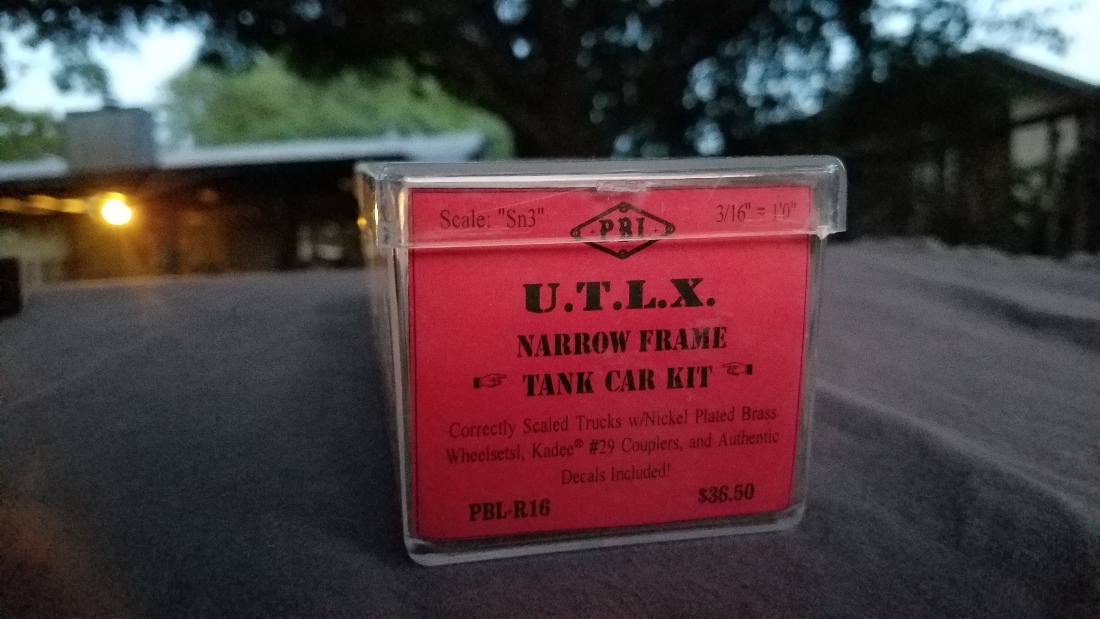 Scale: "Sn3"
PBL
3/16" = 1'0"
U.T.L.X.
NARROW FRAME
TANK CAR KIT
Correctly Scaled Trucks w/Nickel Plated Brass
Wheelsets!, Kadee® #29 Couplers, and Authentic
Decals Included!
PBL-R16
$36.50